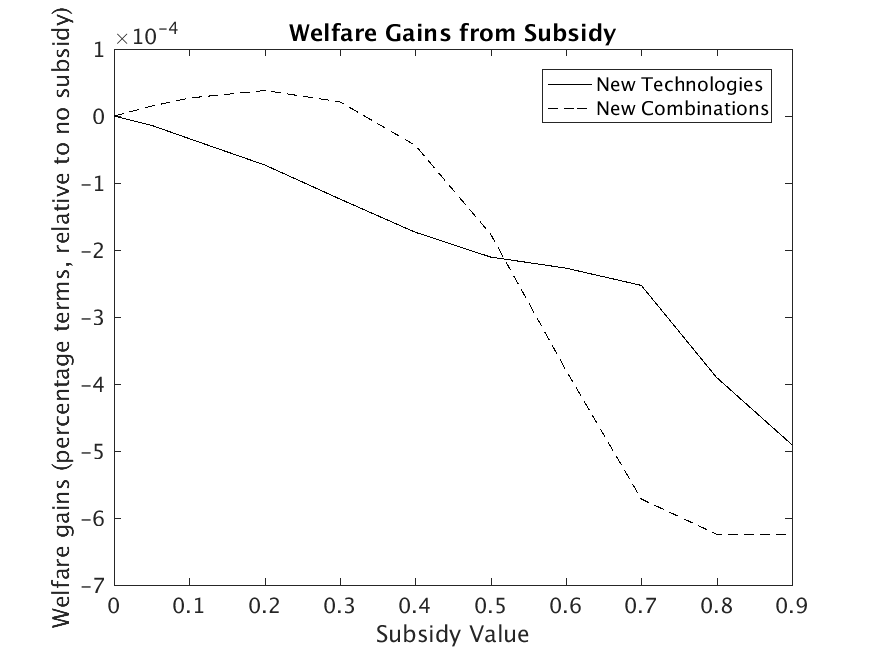 Welfare Gains from Subsidy
×10⁻⁴
Welfare gains (percentage terms, relative to no subsidy)
1
0
-1
-2
-3
-4
-5
-6
-7
New Technologies
New Combinations
0 0.1 0.2 0.3 0.4 0.5 0.6 0.7 0.8 0.9
Subsidy Value